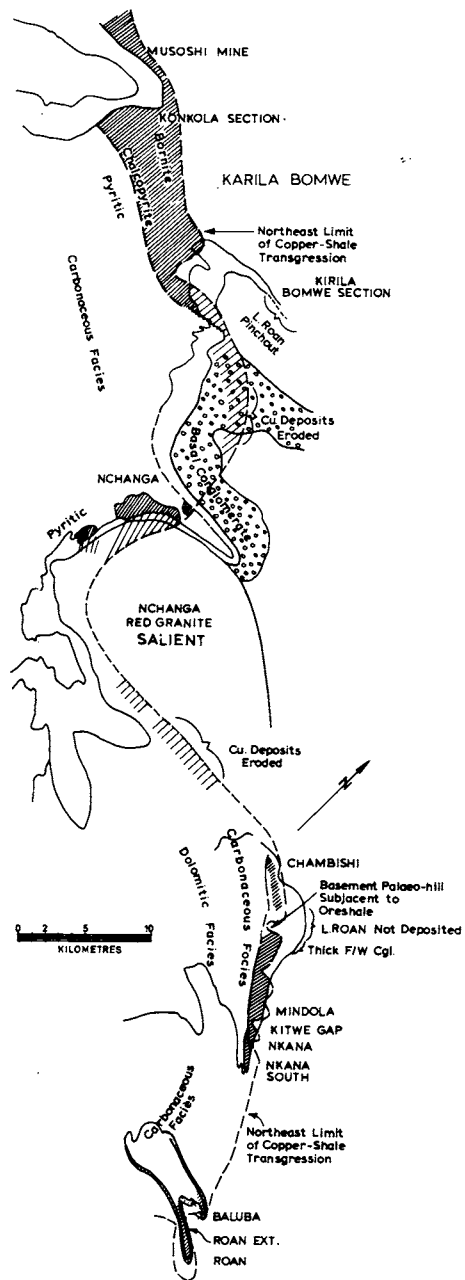 MUSOSHI MINE
KONKOLA SECTION
Bornite
Chalcopyrite
Pyritic
KARILA BOMWE
Northeast Limit
of Copper-Shale
Transgression
KIRILA
BOMWE SECTION
Carbonaceous Facies
L. Roan
Pinchout
Cu. Deposits
Eroded
Basal Conglomerate
NCHANGA
Pyritic
NCHANGA
RED GRANITE
SALIENT
Cu. Deposits
Eroded
N
Carbonaceous Focies
Dolomitic Facies
CHAMBISHI
Basement Palaeo-hill
Subjacent to
Oreshale
L.ROAN Not Deposited
Thick F/W Cgl.
0 5 10
KILOMETRES
MINDOLA
KITWE GAP
NKANA
NKANA
SOUTH
Carbonaceous
Facies
Northeast Limit
of Copper-Shale
Transgression
BALUBA
ROAN EXT.
ROAN